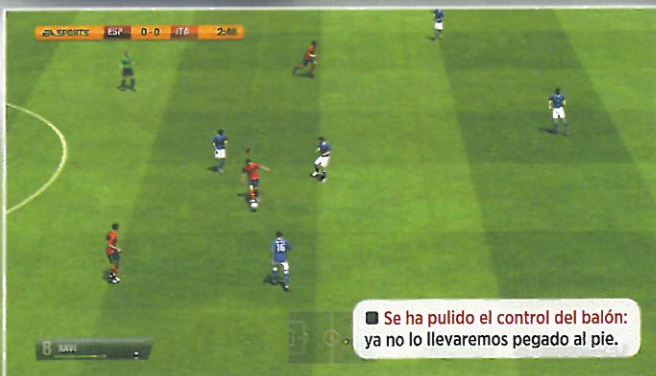 EA SPORTS ESP 0-0 ITA 2:48
16
Se ha pulido el control del balón:
ya no lo llevaremos pegado al pie.
8 XAVI